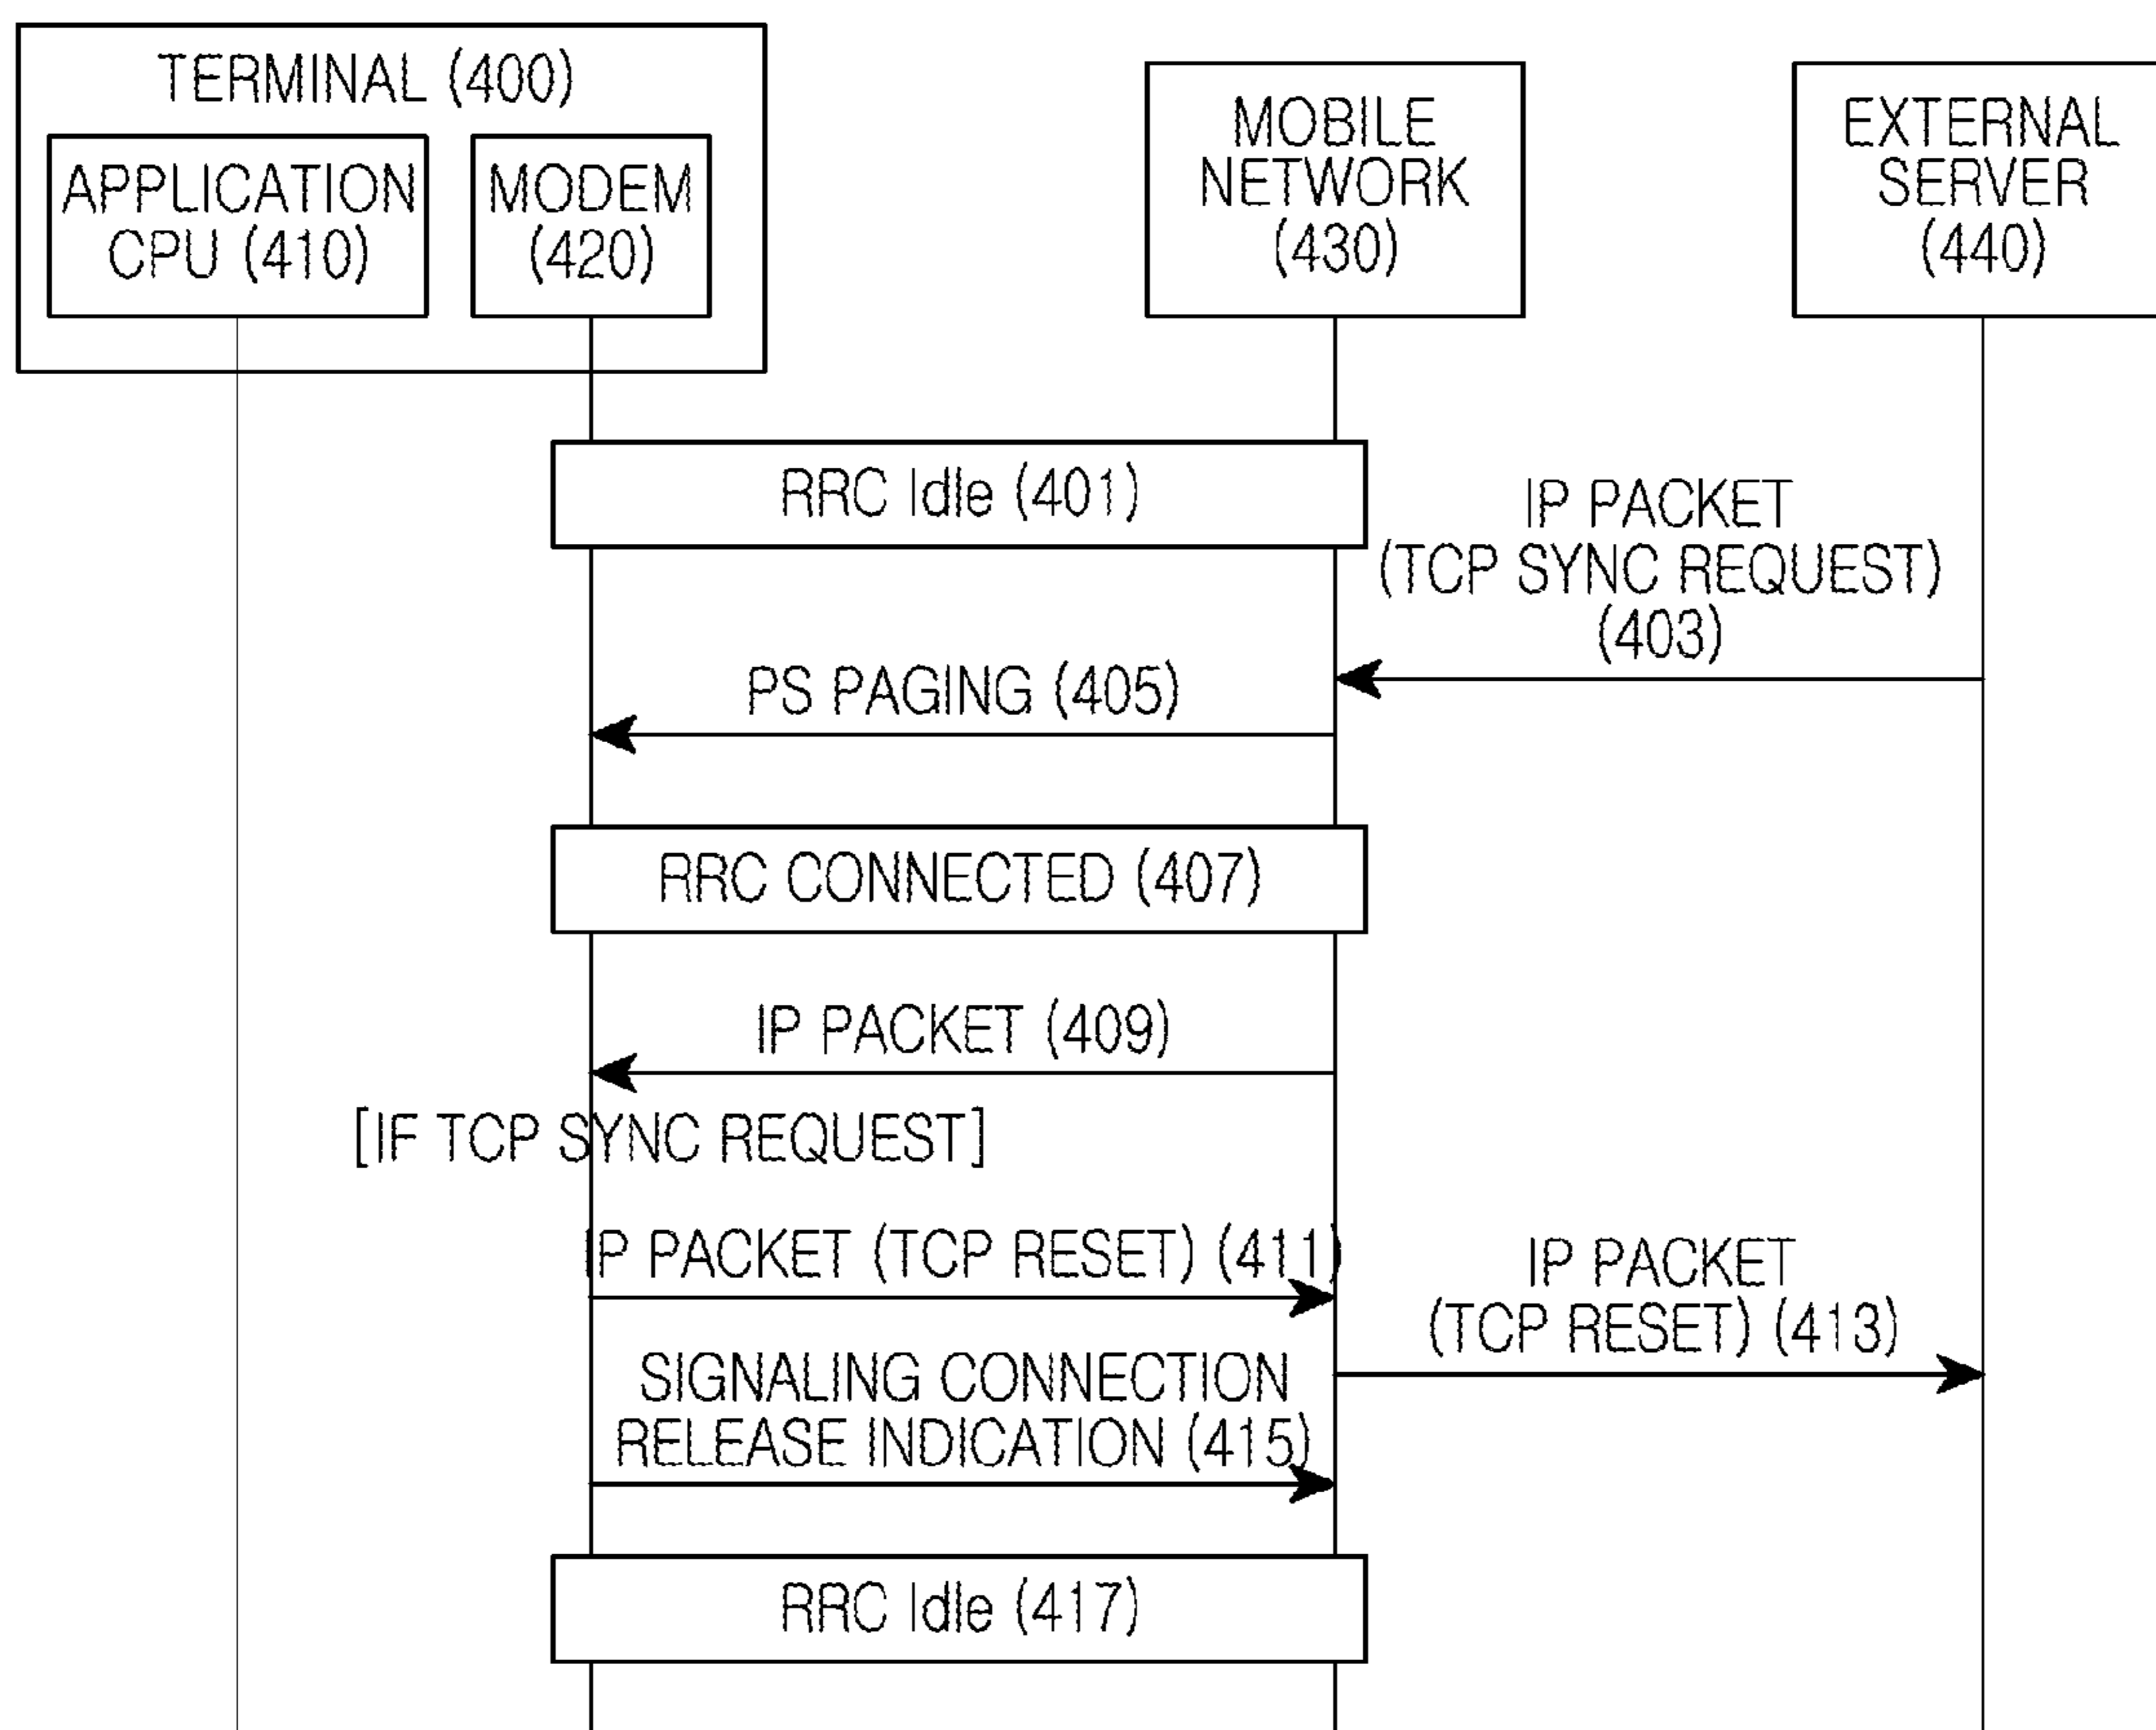 TERMINAL (400)
APPLICATION
CPU (410)
MODEM
(420)
MOBILE
NETWORK
(430)
EXTERNAL
SERVER
(440)
RRC Idle (401)
IP PACKET
(TCP SYNC REQUEST)
(403)
PS PAGING (405)
RRC CONNECTED (407)
IP PACKET (409)
[IF TCP SYNC REQUEST]
IP PACKET (TCP RESET) (411)
IP PACKET
(TCP RESET) (413)
SIGNALING CONNECTION
RELEASE INDICATION (415)
RRC Idle (417)